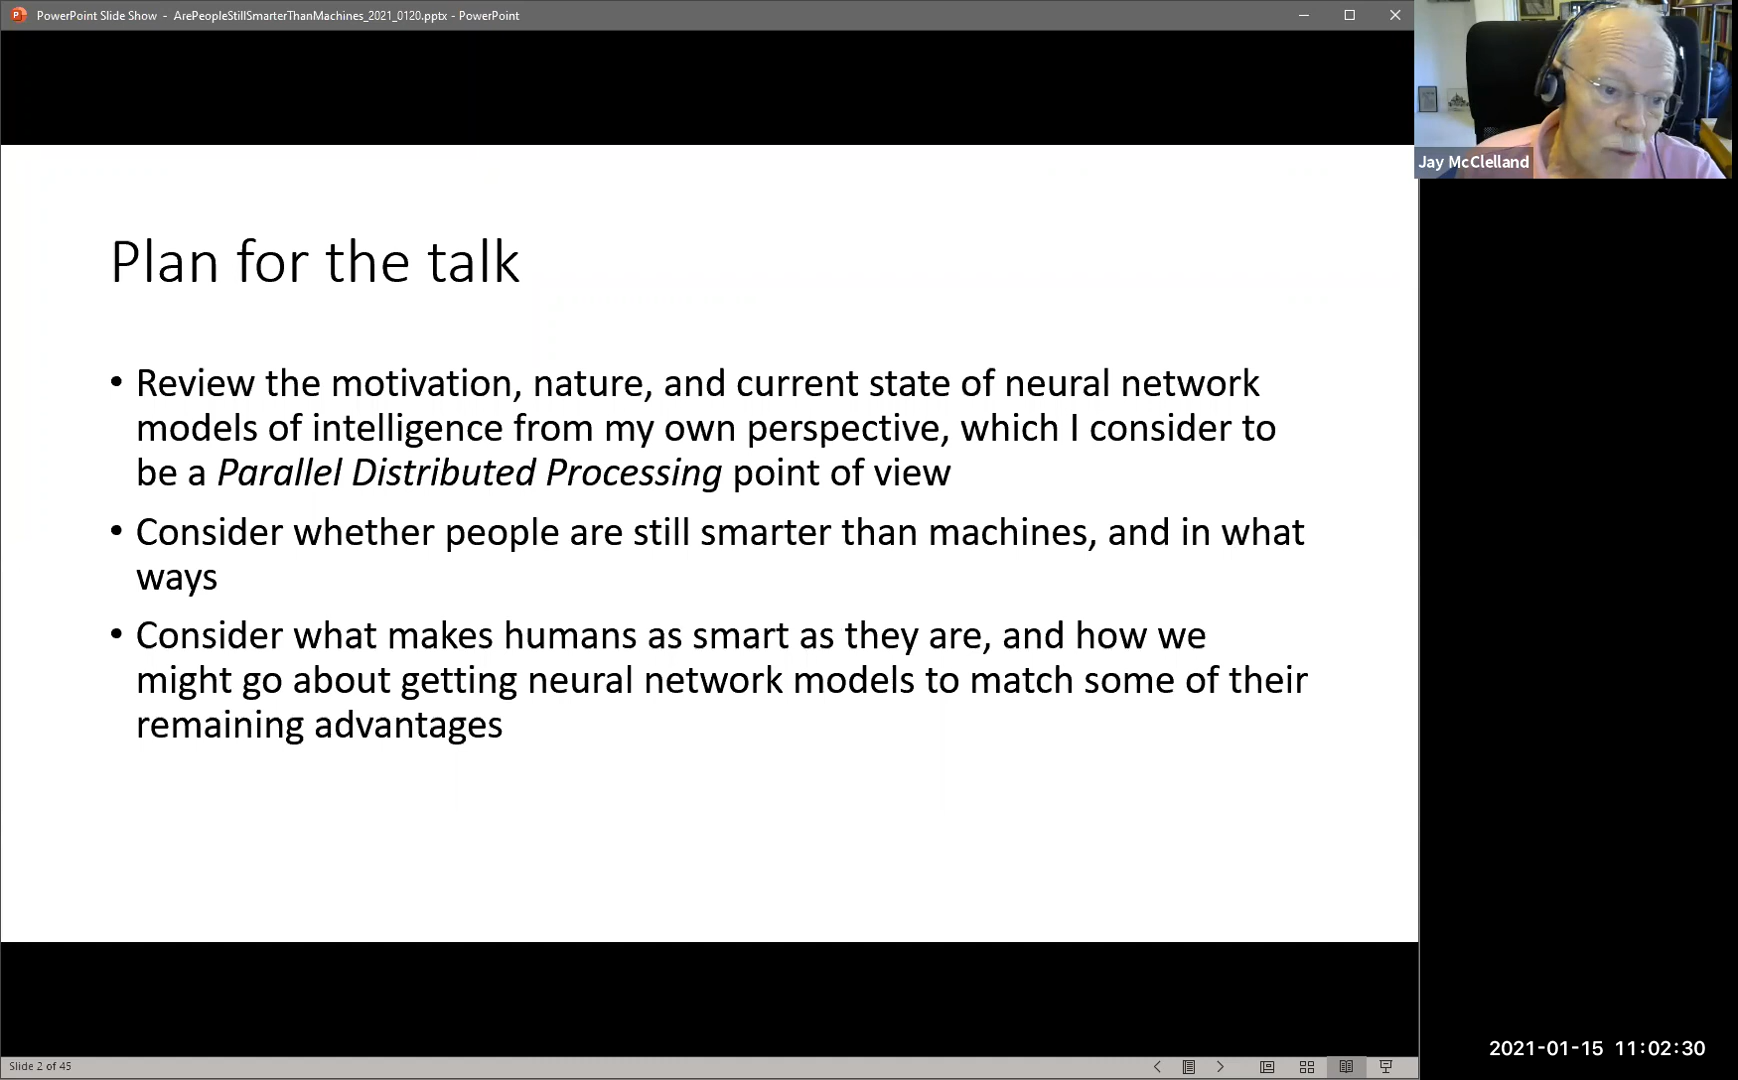 PowerPoint Slide Show - ArePeopleStillSmarterThanMachines_2021_0120.pptx - PowerPoint
Jay McClelland
Plan for the talk
• Review the motivation, nature, and current state of neural network
models of intelligence from my own perspective, which I consider to
be a Parallel Distributed Processing point of view
• Consider whether people are still smarter than machines, and in what
ways
• Consider what makes humans as smart as they are, and how we
might go about getting neural network models to match some of their
remaining advantages
2021-01-15 11:02:30
Slide 2 of 45